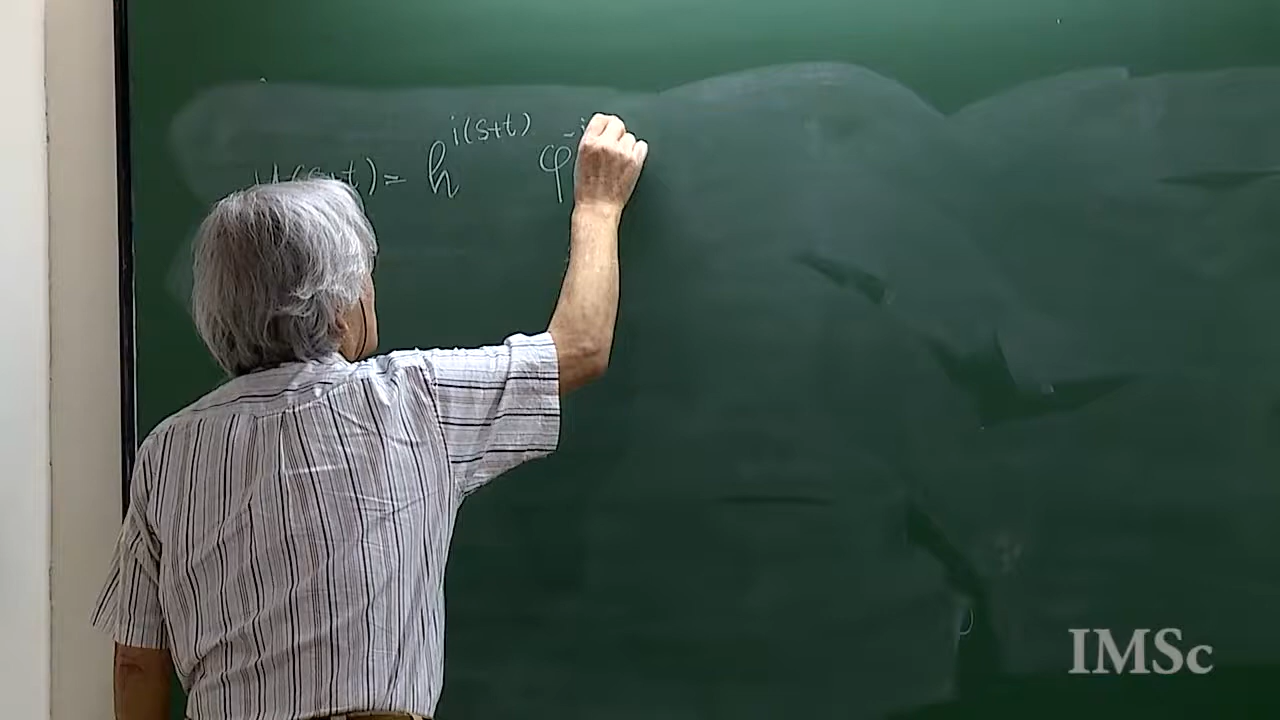 u(s+t) = h^{i(s+t)} φ^{-i
IMSc